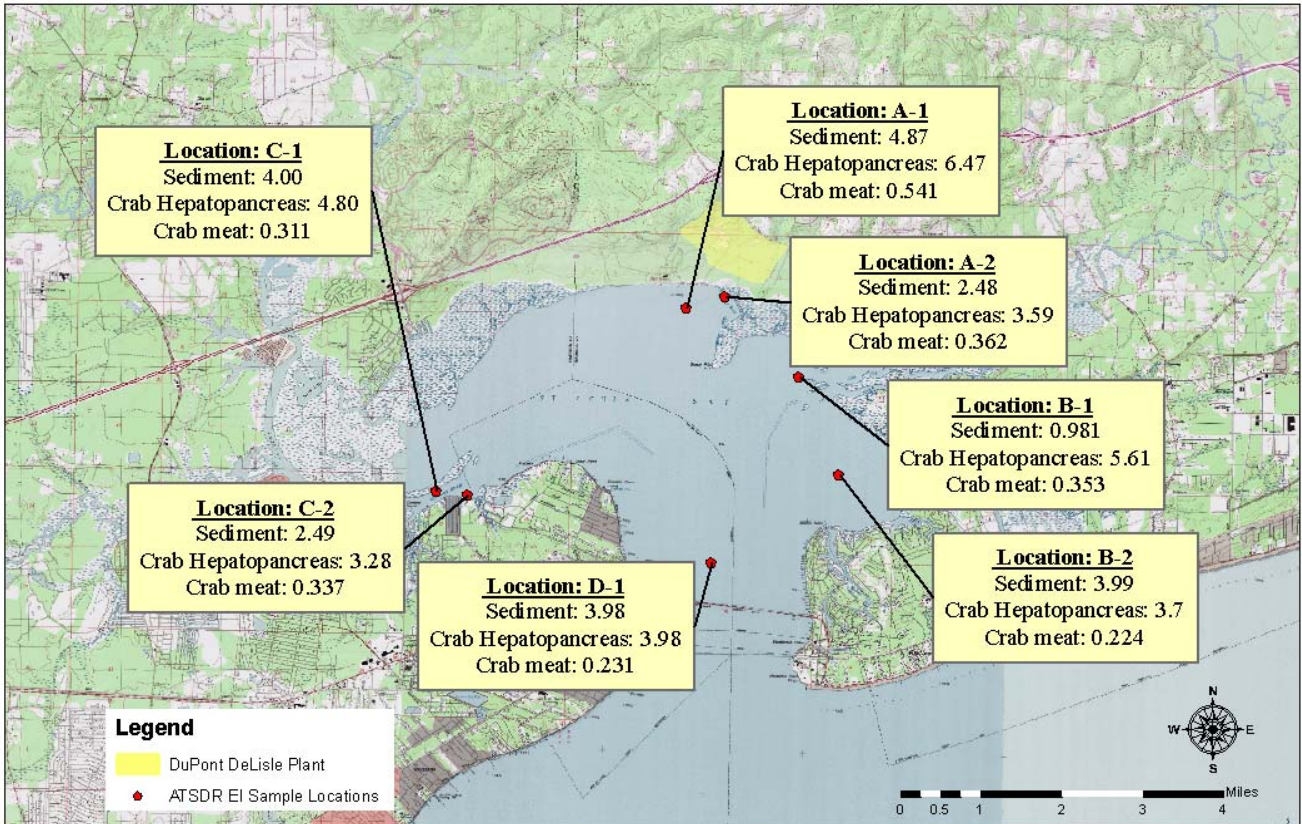 Location: A-1
Sediment: 4.87
Crab Hepatopancreas: 6.47
Crab meat: 0.541
Location: C-1
Sediment: 4.00
Crab Hepatopancreas: 4.80
Crab meat: 0.311
Location: A-2
Sediment: 2.48
Crab Hepatopancreas: 3.59
Crab meat: 0.362
Location: B-1
Sediment: 0.981
Crab Hepatopancreas: 5.61
Crab meat: 0.353
Location: C-2
Sediment: 2.49
Crab Hepatopancreas: 3.28
Crab meat: 0.337
Location: D-1
Sediment: 3.98
Crab Hepatopancreas: 3.98
Crab meat: 0.231
Location: B-2
Sediment: 3.99
Crab Hepatopancreas: 3.7
Crab meat: 0.224
Legend
DuPont DeLisle Plant
ATSDR EI Sample Locations
N
W E
S
Miles
0 0.5 1 2 3 4